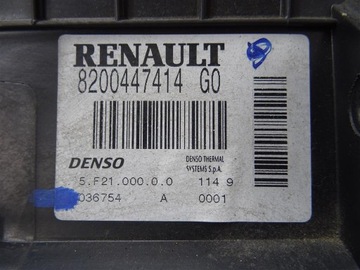 RENAULT
8200447414 G0
DENSO
DENSO THERMAL
SYSTEMS S.p.A.
5.F21.000.0.0 114 9
036754 A 0001